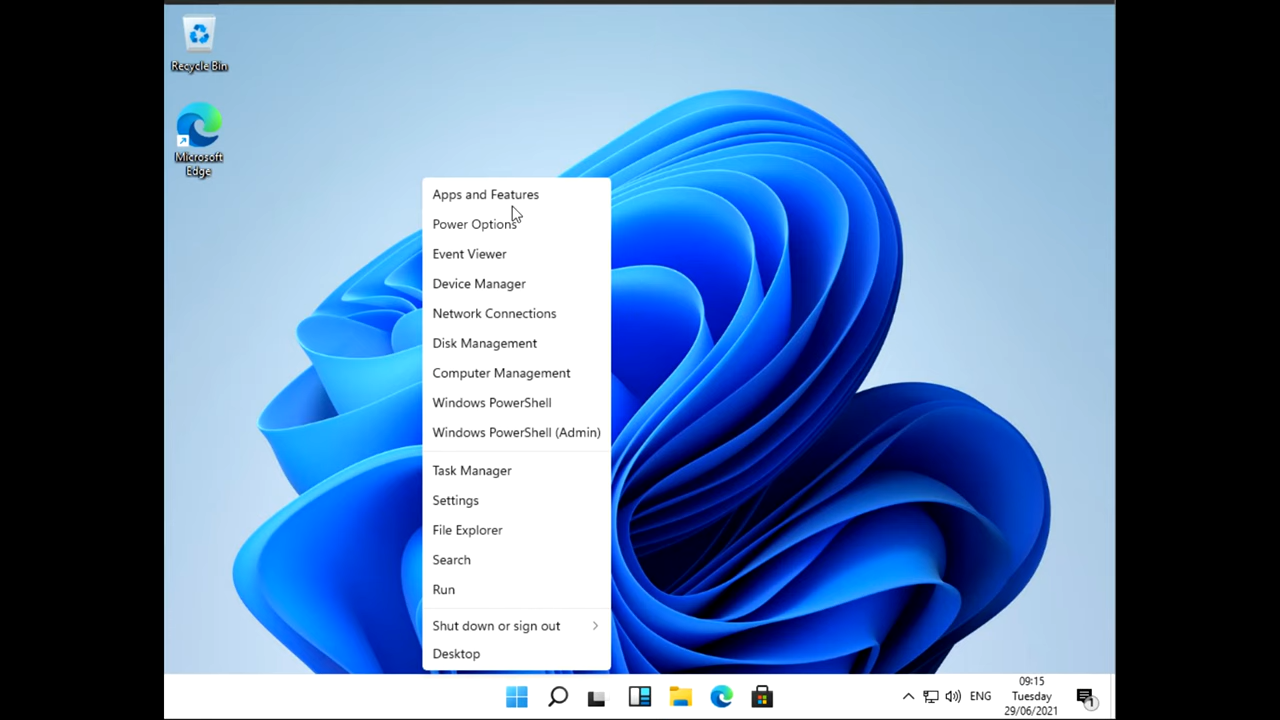 Recycle Bin
Microsoft
Edge
Apps and Features
Power Options
Event Viewer
Device Manager
Network Connections
Disk Management
Computer Management
Windows PowerShell
Windows PowerShell (Admin)
Task Manager
Settings
File Explorer
Search
Run
Shut down or sign out
Desktop
ENG
09:15
Tuesday
29/06/2021
1